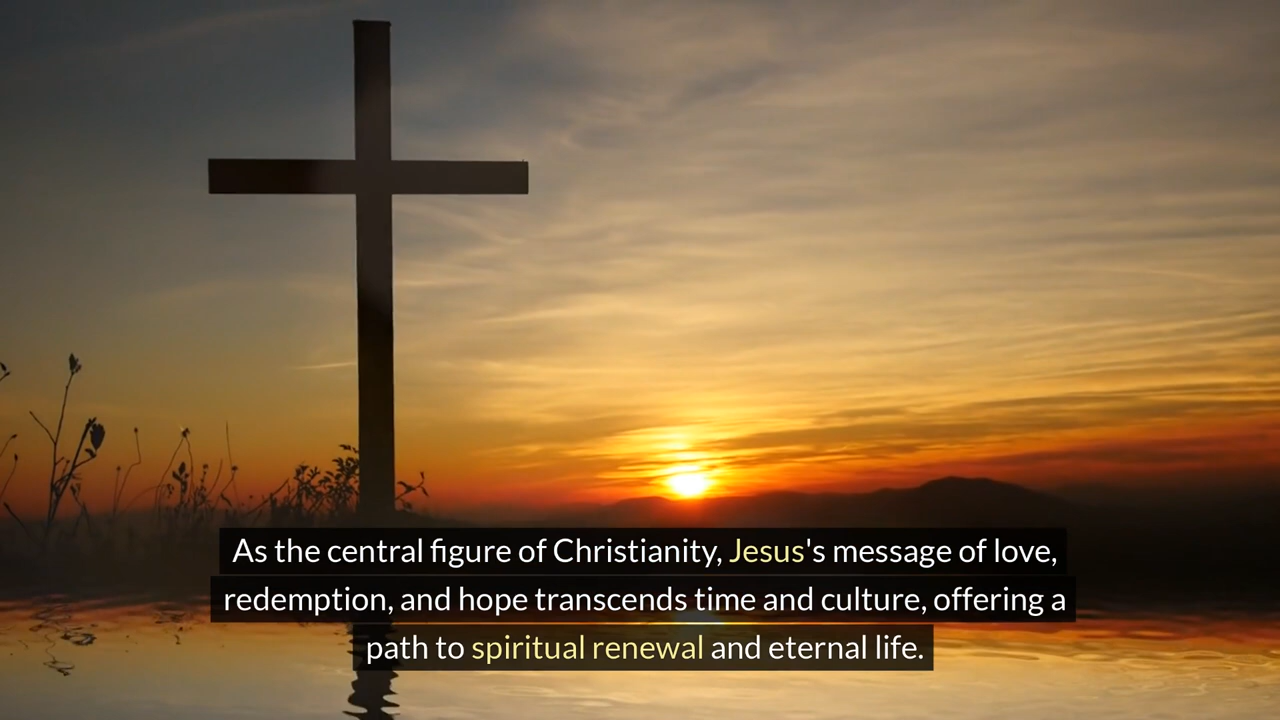 As the central figure of Christianity, Jesus's message of love,
redemption, and hope transcends time and culture, offering a
path to spiritual renewal and eternal life.